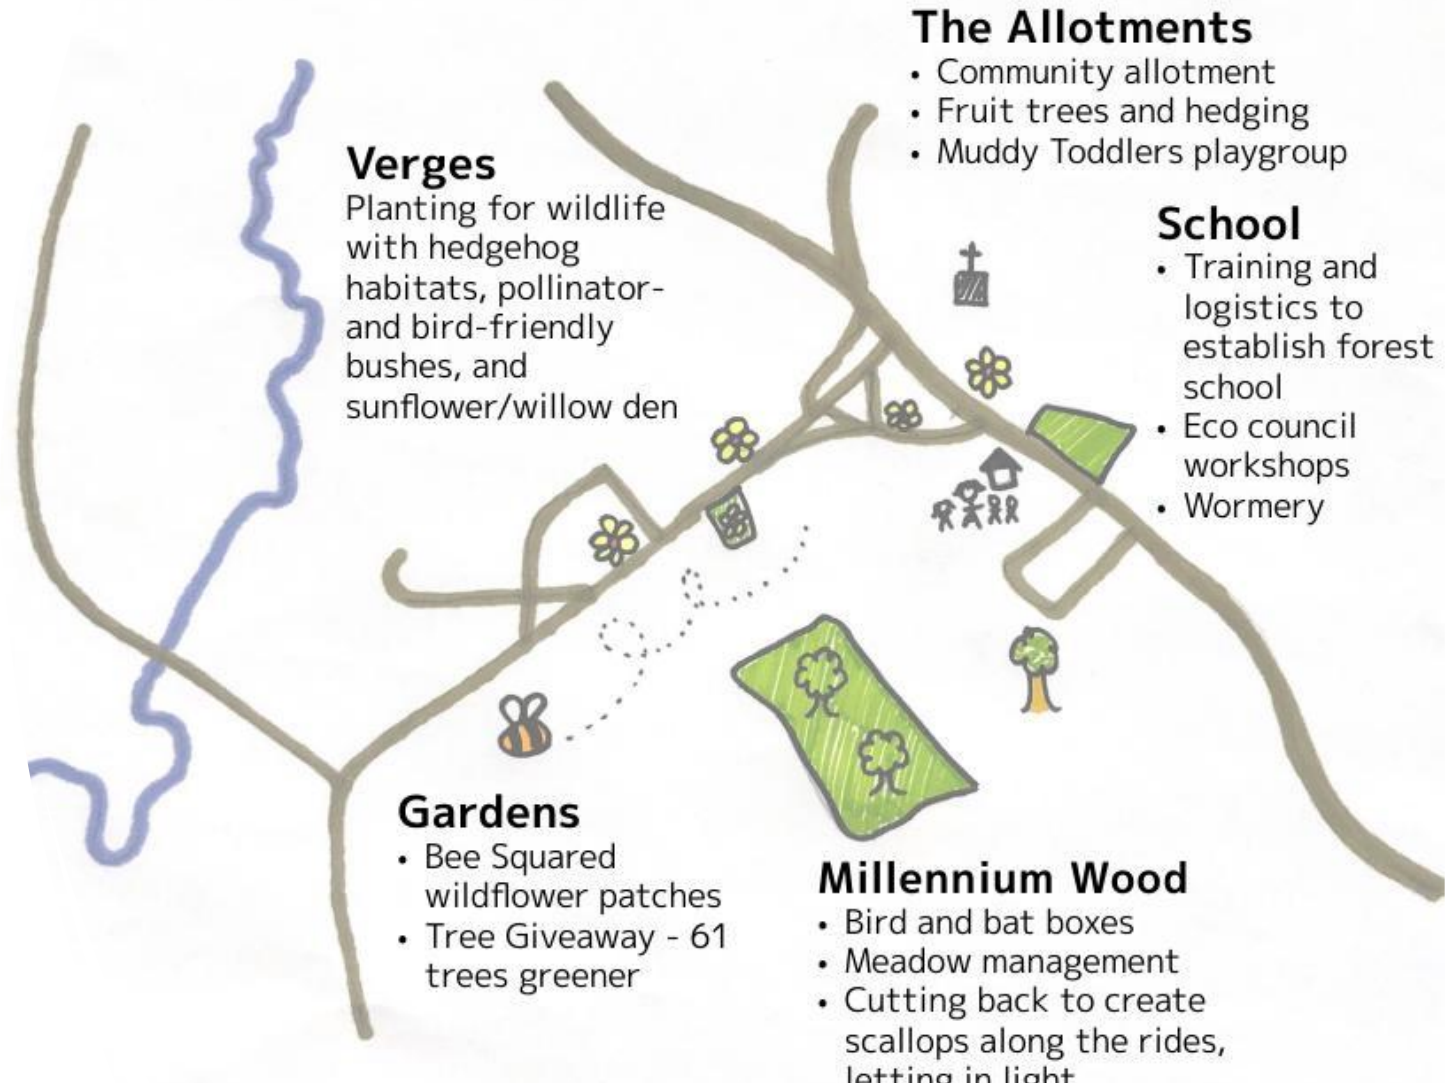 The Allotments
• Community allotment
• Fruit trees and hedging
• Muddy Toddlers playgroup
Verges
Planting for wildlife
with hedgehog
habitats, pollinator-
and bird-friendly
bushes, and
sunflower/willow den
School
• Training and
logistics to
establish forest
school
• Eco council
workshops
• Wormery
Gardens
• Bee Squared
wildflower patches
• Tree Giveaway - 61
trees greener
Millennium Wood
• Bird and bat boxes
• Meadow management
• Cutting back to create
scallops along the rides,
letting in light